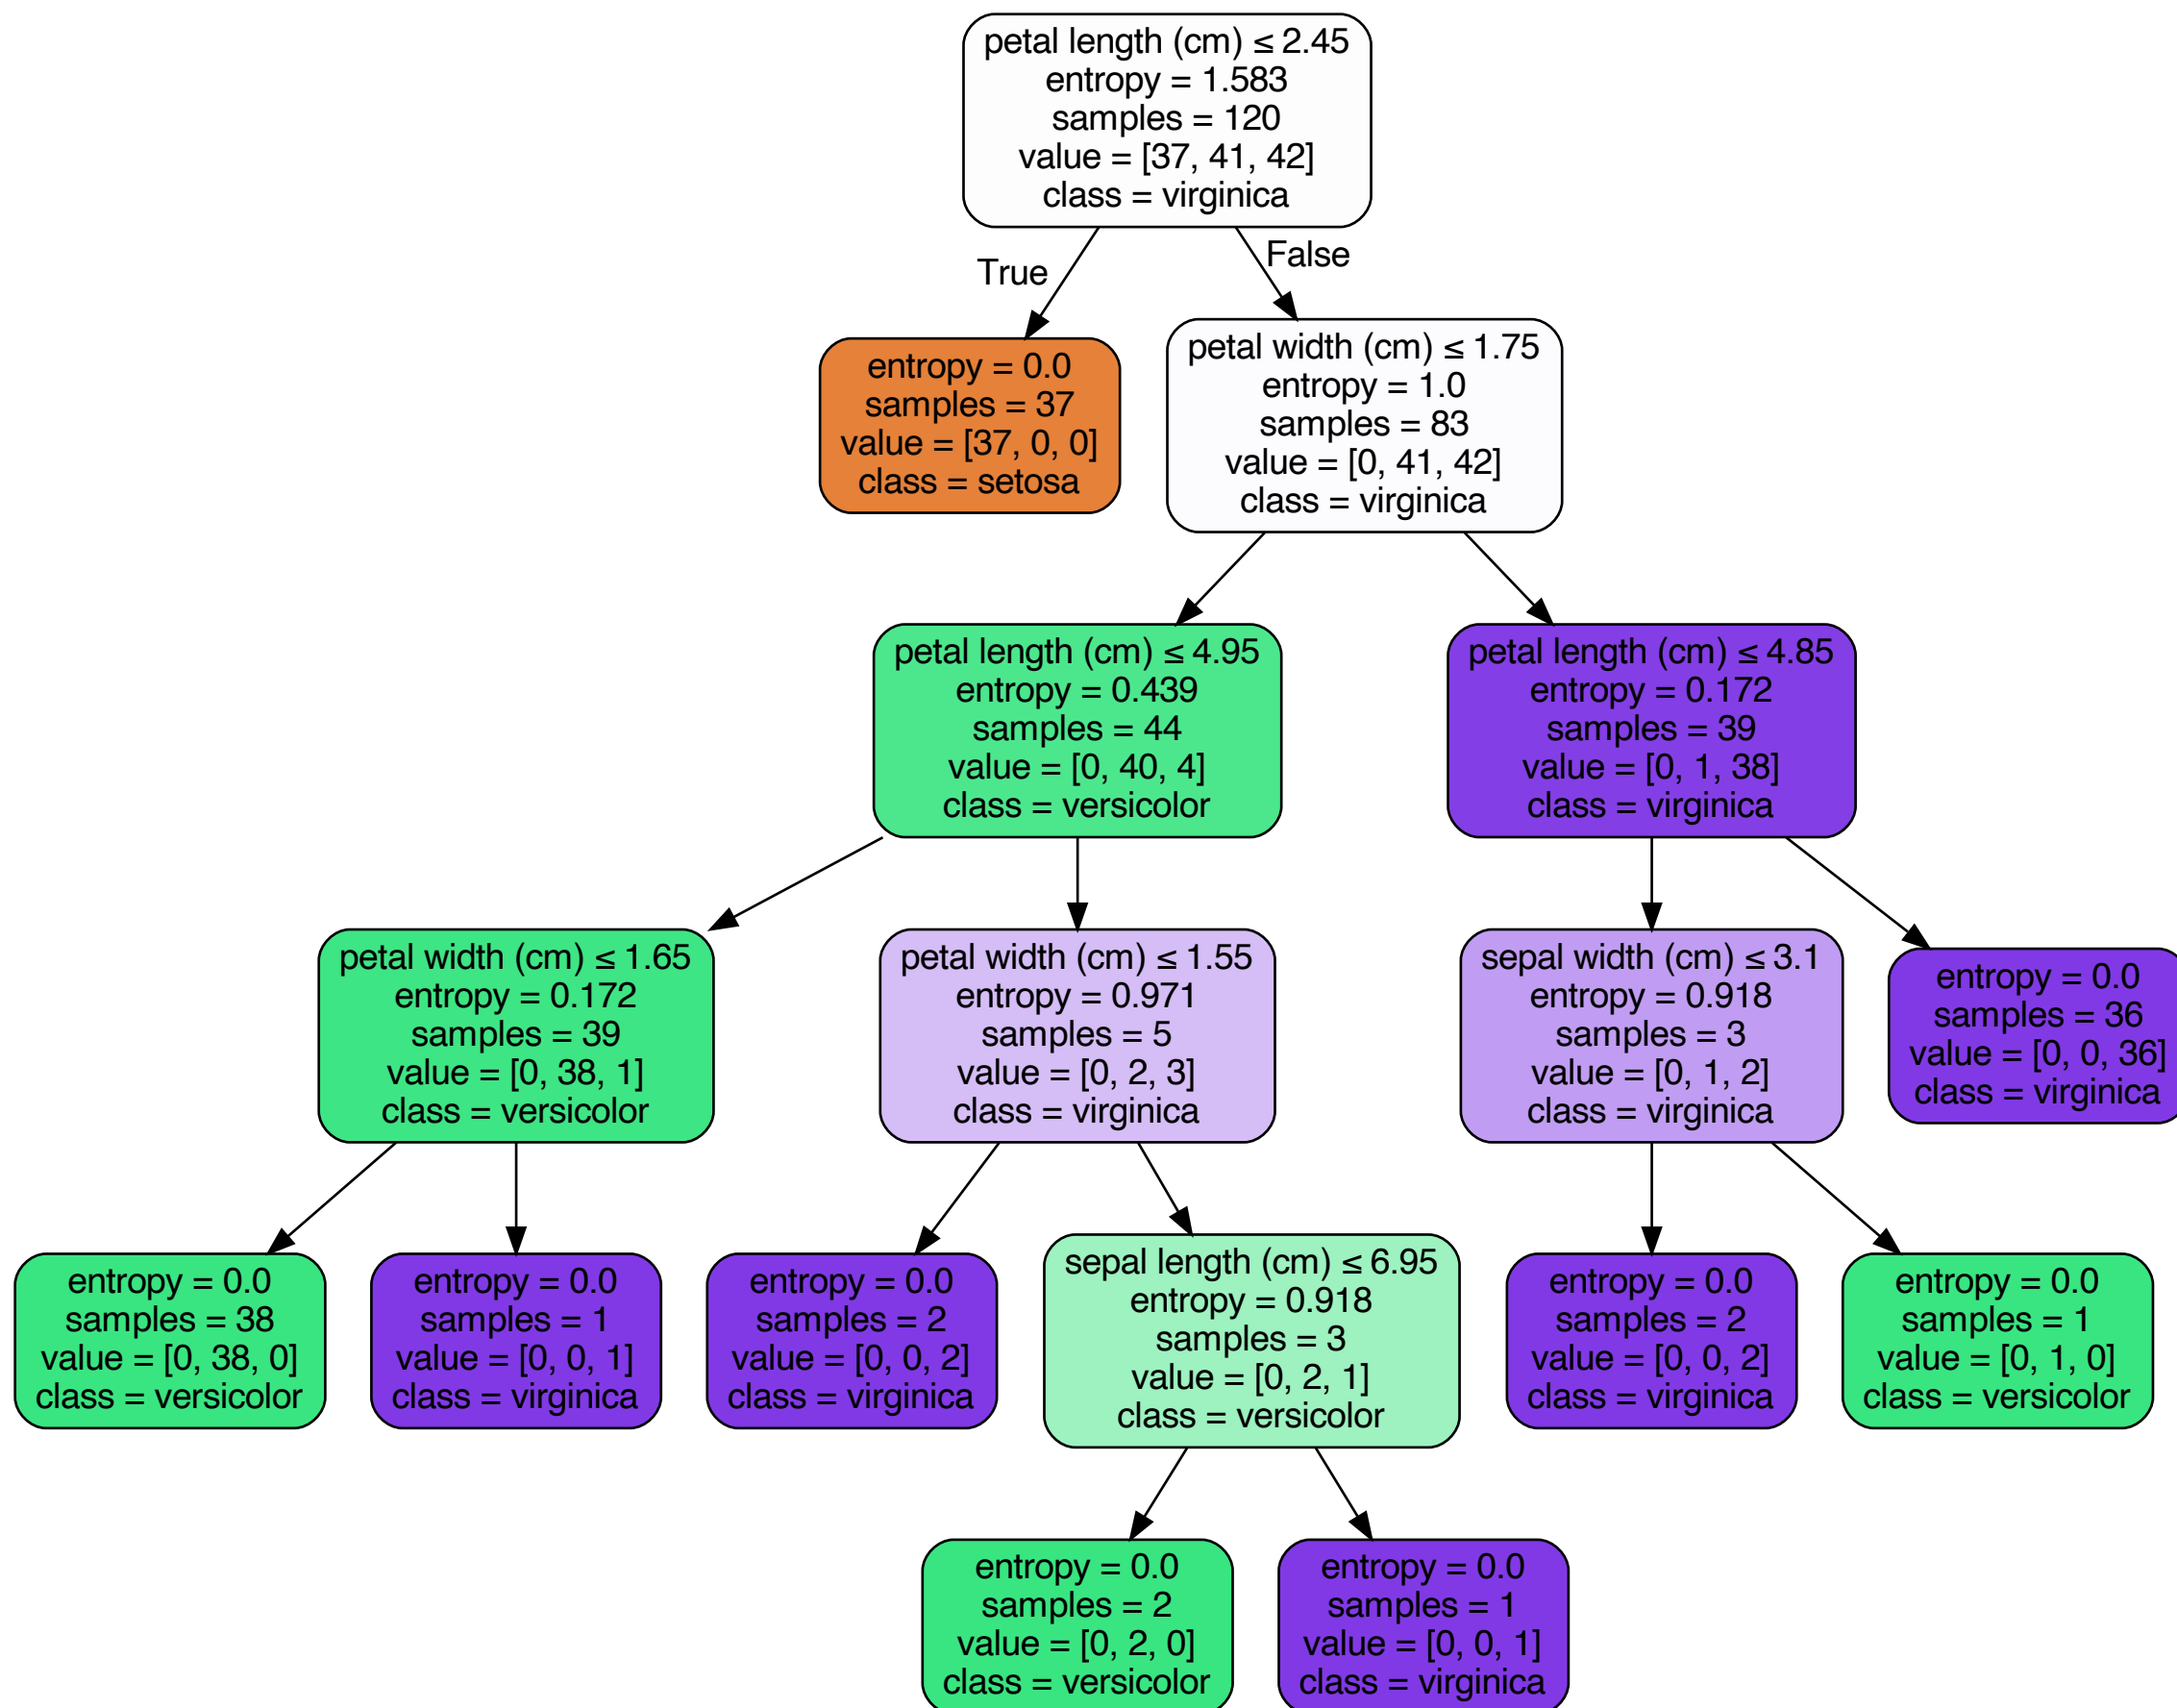 petal length (cm) ≤ 2.45
entropy = 1.583
samples = 120
value = [37, 41, 42]
class = virginica
True
False
entropy = 0.0
samples = 37
value = [37, 0, 0]
class = setosa
petal width (cm) ≤ 1.75
entropy = 1.0
samples = 83
value = [0, 41, 42]
class = virginica
petal length (cm) ≤ 4.95
entropy = 0.439
samples = 44
value = [0, 40, 4]
class = versicolor
petal length (cm) ≤ 4.85
entropy = 0.172
samples = 39
value = [0, 1, 38]
class = virginica
petal width (cm) ≤ 1.65
entropy = 0.172
samples = 39
value = [0, 38, 1]
class = versicolor
petal width (cm) ≤ 1.55
entropy = 0.971
samples = 5
value = [0, 2, 3]
class = virginica
sepal width (cm) ≤ 3.1
entropy = 0.918
samples = 3
value = [0, 1, 2]
class = virginica
entropy = 0.0
samples = 36
value = [0, 0, 36]
class = virginica
entropy = 0.0
samples = 38
value = [0, 38, 0]
class = versicolor
entropy = 0.0
samples = 1
value = [0, 0, 1]
class = virginica
entropy = 0.0
samples = 2
value = [0, 0, 2]
class = virginica
sepal length (cm) ≤ 6.95
entropy = 0.918
samples = 3
value = [0, 2, 1]
class = versicolor
entropy = 0.0
samples = 2
value = [0, 0, 2]
class = virginica
entropy = 0.0
samples = 1
value = [0, 1, 0]
class = versicolor
entropy = 0.0
samples = 2
value = [0, 2, 0]
class = versicolor
entropy = 0.0
samples = 1
value = [0, 0, 1]
class = virginica